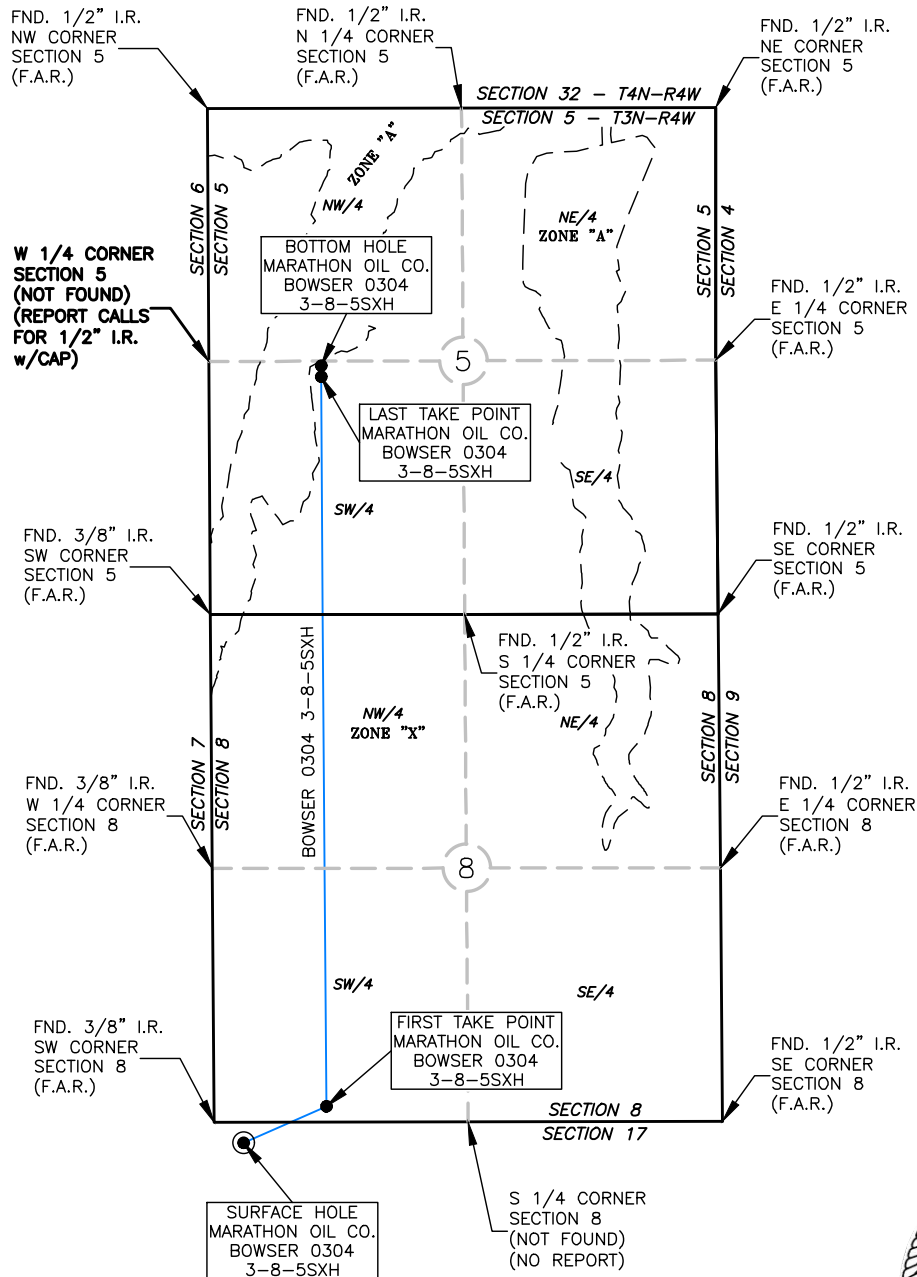 FND. 1/2" I.R.
NW CORNER
SECTION 5
(F.A.R.)
FND. 1/2" I.R.
N 1/4 CORNER
SECTION 5
(F.A.R.)
FND. 1/2" I.R.
NE CORNER
SECTION 5
(F.A.R.)
SECTION 32 - T4N-R4W
SECTION 5 - T3N-R4W
ZONE "A"
NW/4
NE/4
ZONE "A"
SECTION 6
SECTION 5
SECTION 5
SECTION 4
W 1/4 CORNER
SECTION 5
(NOT FOUND)
(REPORT CALLS
FOR 1/2" I.R.
w/CAP)
BOTTOM HOLE
MARATHON OIL CO.
BOWSER 0304
3-8-5SXH
FND. 1/2" I.R.
E 1/4 CORNER
SECTION 5
(F.A.R.)
5
LAST TAKE POINT
MARATHON OIL CO.
BOWSER 0304
3-8-5SXH
SW/4
SE/4
FND. 3/8" I.R.
SW CORNER
SECTION 5
(F.A.R.)
FND. 1/2" I.R.
SE CORNER
SECTION 5
(F.A.R.)
FND. 1/2" I.R.
S 1/4 CORNER
SECTION 5
(F.A.R.)
BOWSER 0304 3-8-5SXH
NW/4
ZONE "X"
NE/4
SECTION 7
SECTION 8
SECTION 8
SECTION 9
FND. 3/8" I.R.
W 1/4 CORNER
SECTION 8
(F.A.R.)
FND. 1/2" I.R.
E 1/4 CORNER
SECTION 8
(F.A.R.)
8
SW/4
SE/4
FND. 3/8" I.R.
SW CORNER
SECTION 8
(F.A.R.)
FIRST TAKE POINT
MARATHON OIL CO.
BOWSER 0304
3-8-5SXH
FND. 1/2" I.R.
SE CORNER
SECTION 8
(F.A.R.)
SECTION 8
SECTION 17
SURFACE HOLE
MARATHON OIL CO.
BOWSER 0304
3-8-5SXH
S 1/4 CORNER
SECTION 8
(NOT FOUND)
(NO REPORT)